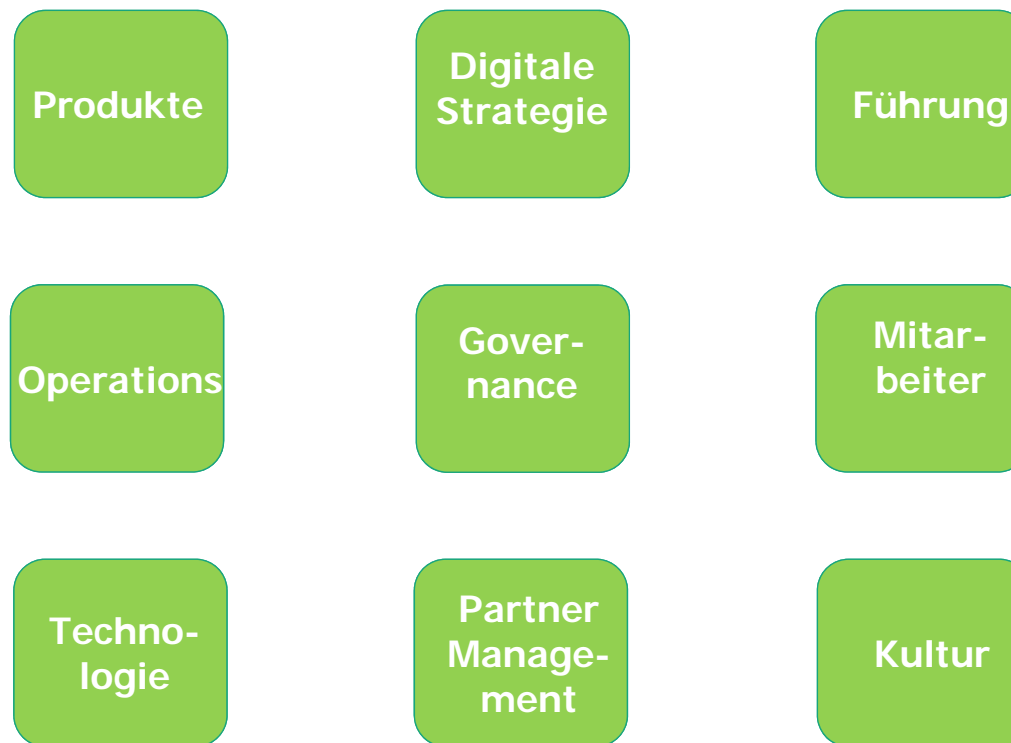 Produkte
Digitale
Strategie
Führung
Operations
Gover-
nance
Mitar-
beiter
Techno-
logie
Partner
Manage-
ment
Kultur